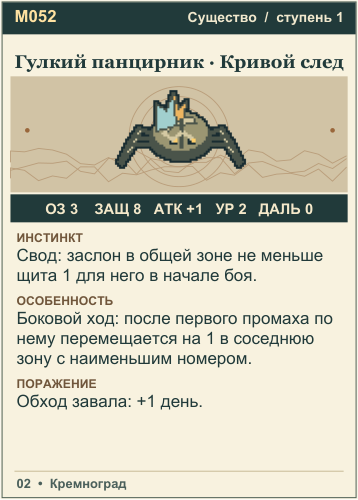 M052
Существо / ступень 1
Гулкий панцирник · Кривой след
ОЗ 3 ЗАЩ 8 АТК +1 УР 2 ДАЛЬ 0
ИНСТИНКТ
Свод: заслон в общей зоне не меньше
щита 1 для него в начале боя.
ОСОБЕННОСТЬ
Боковой ход: после первого промаха по
нему перемещается на 1 в соседнюю
зону с наименьшим номером.
ПОРАЖЕНИЕ
Обход завала: +1 день.
02 • Кремноград